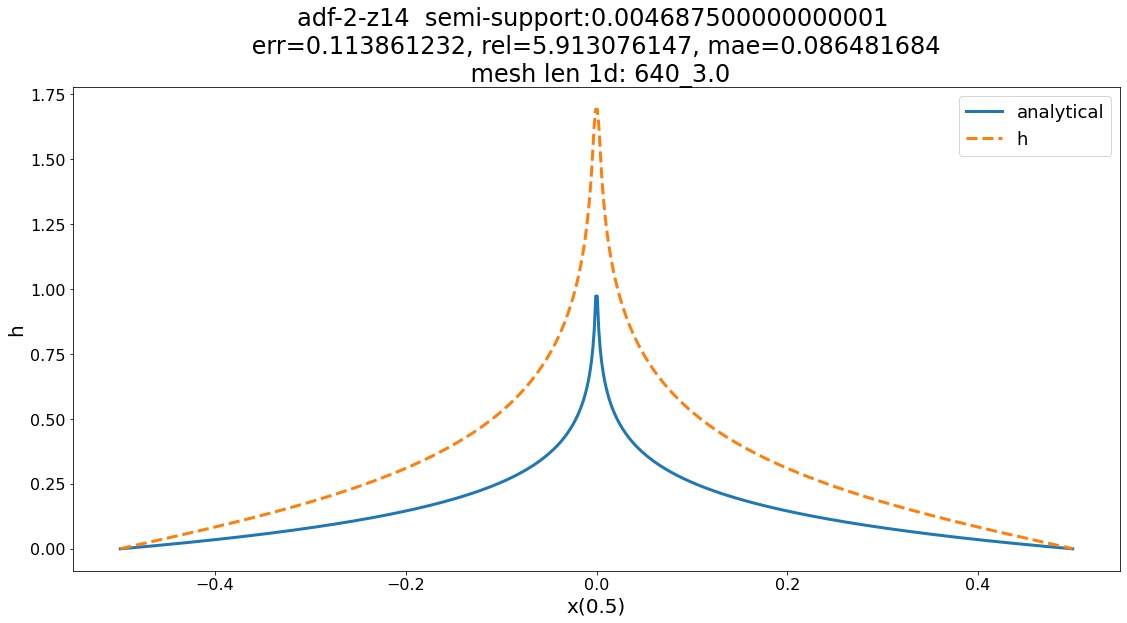 adf-2-z14  semi-support:0.004687500000000001
err=0.113861232, rel=5.913076147, mae=0.086481684
mesh len 1d: 640_3.0
analytical
h
1.75
1.50
1.25
1.00
0.75
0.50
0.25
0.00
h
−0.4
−0.2
0.0
0.2
0.4
x(0.5)